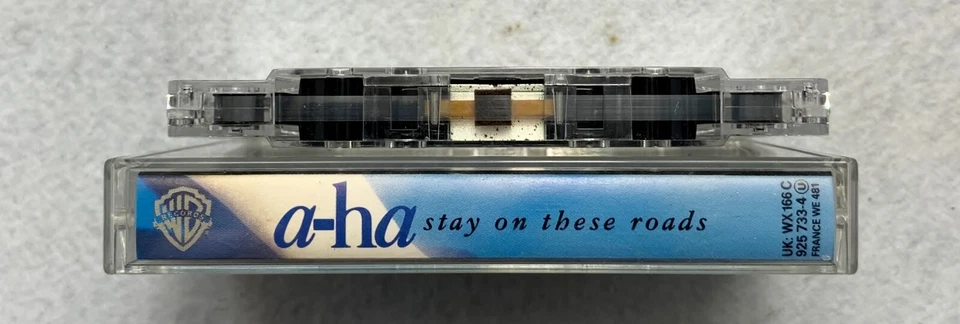 WB
RECORDS
a-ha stay on these roads
UK: WX 166 C
925 733-4 U
FRANCE WE 481